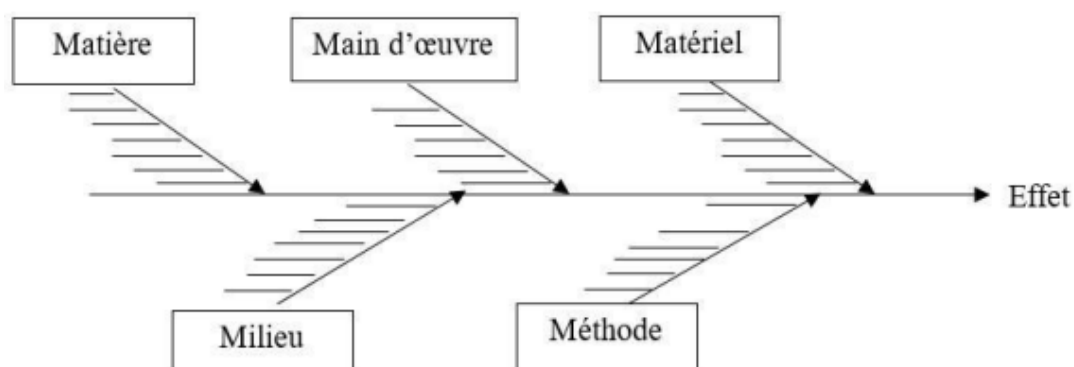 Matière
Main d'œuvre
Matériel
Effet
Milieu
Méthode